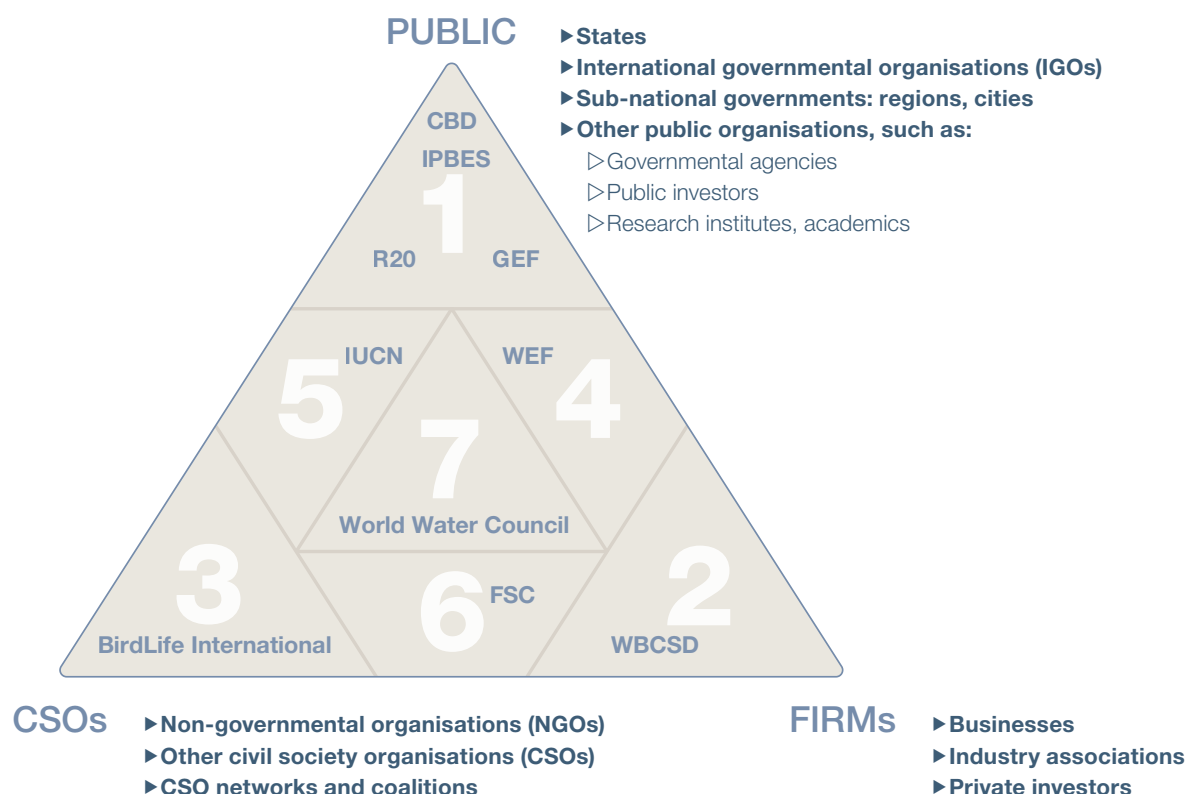 PUBLIC
▶States
▶International governmental organisations (IGOs)
▶Sub-national governments: regions, cities
▶Other public organisations, such as:
▷Governmental agencies
▷Public investors
▷Research institutes, academics
CBD
IPBES
1
R20 GEF
IUCN WEF
5 4
7
World Water Council
3 6 FSC 2
BirdLife International WBCSD
CSOs
▶Non-governmental organisations (NGOs)
▶Other civil society organisations (CSOs)
▶CSO networks and coalitions
FIRMs
▶Businesses
▶Industry associations
▶Private investors